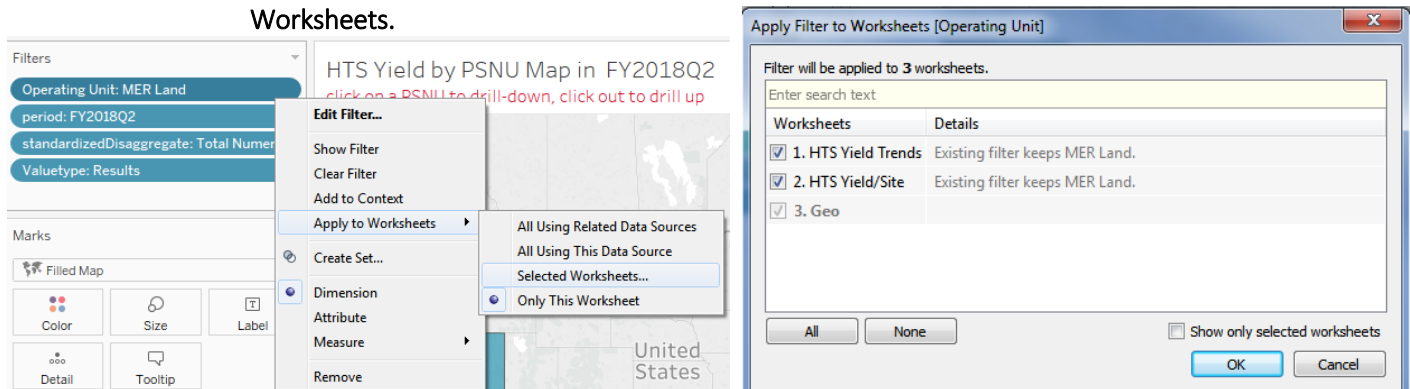 Worksheets.
Filters
Operating Unit: MER Land
period: FY2018Q2
standardizedDisaggregate: Total Numer
Valuetype: Results
Marks
Filled Map
Color
Size
T
Label
Detail
Tooltip
HTS Yield by PSNU Map in FY2018Q2
click on a PSNU to drill-down, click out to drill up
Edit Filter...
Show Filter
Clear Filter
Add to Context
Apply to Worksheets
Create Set...
Dimension
Attribute
Measure
Remove
All Using Related Data Sources
All Using This Data Source
Selected Worksheets...
Only This Worksheet
United
States
Apply Filter to Worksheets [Operating Unit]
Filter will be applied to 3 worksheets.
Enter search text
Worksheets Details
1. HTS Yield Trends Existing filter keeps MER Land.
2. HTS Yield/Site Existing filter keeps MER Land.
3. Geo
All None Show only selected worksheets
OK Cancel